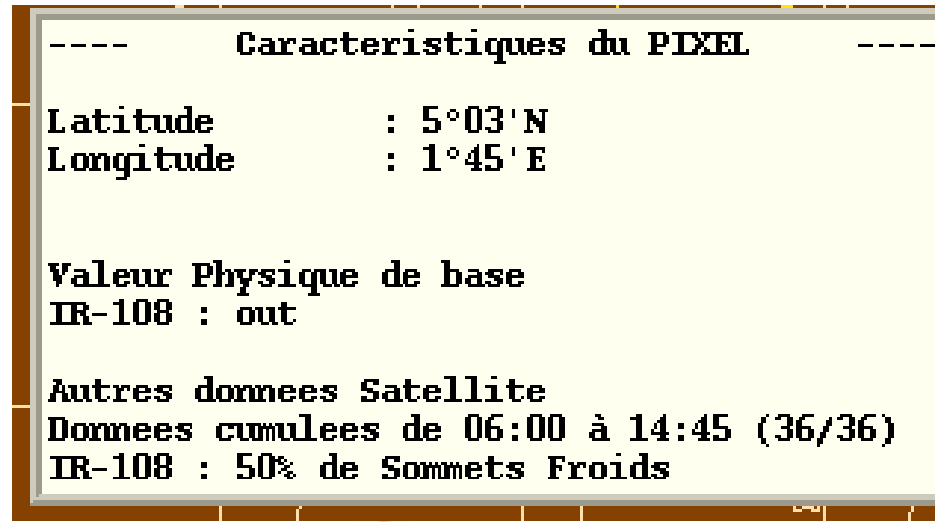 ---- Caracteristiques du PIXEL ----
Latitude : 5°03'N
Longitude : 1°45'E
Valeur Physique de base
IR-108 : out
Autres donnees Satellite
Donnees cumulees de 06:00 à 14:45 (36/36)
IR-108 : 50% de Sommets Froids